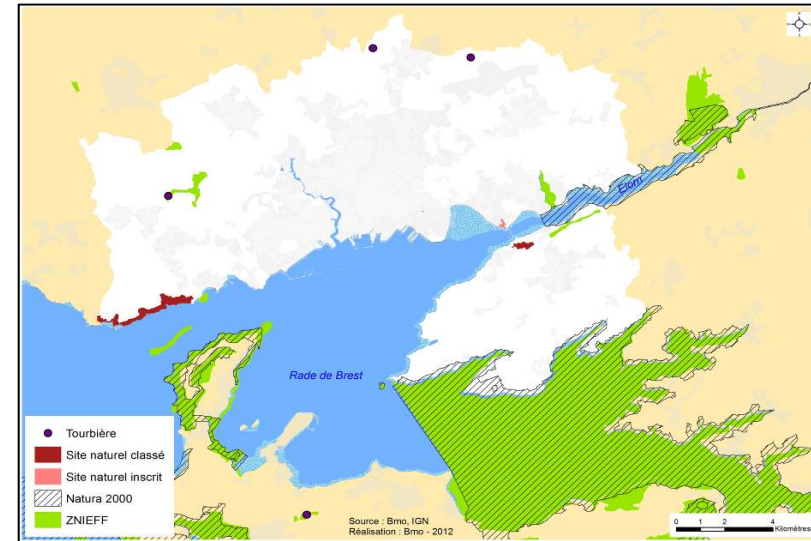 Elorn
Rade de Brest
Tourbière
Site naturel classé
Site naturel inscrit
Natura 2000
ZNIEFF
Source : Bmo, IGN
Réalisation : Bmo - 2012
0 1 2 4
Kilomètres